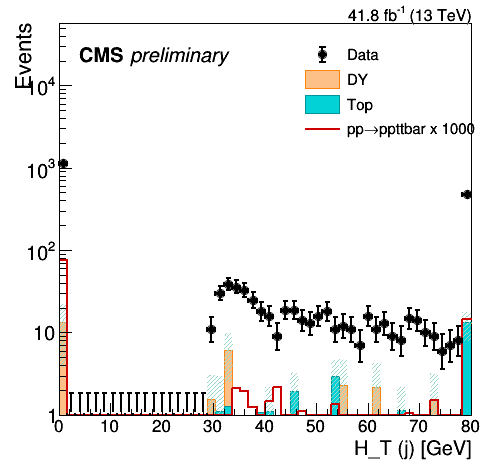 41.8 fb⁻¹ (13 TeV)
Events
CMS preliminary
Data
DY
Top
pp→ppttbar x 1000
10⁴
10³
10²
10
1
0 10 20 30 40 50 60 70 80
H_T (j) [GeV]